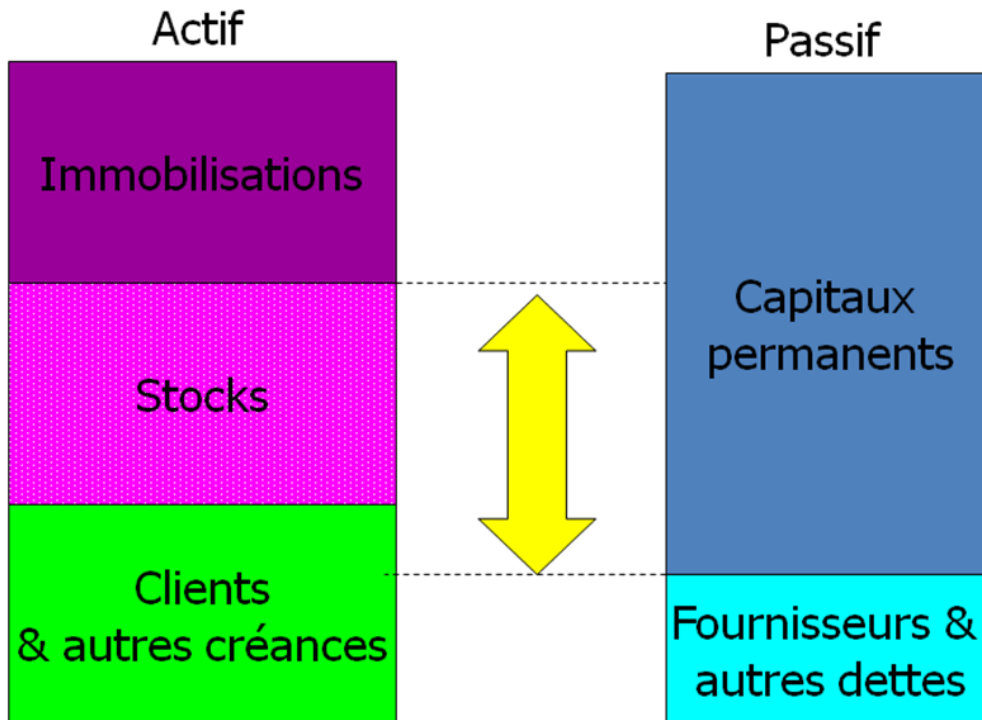 Actif
Immobilisations
Stocks
Clients
& autres créances
Passif
Capitaux
permanents
Fournisseurs &
autres dettes